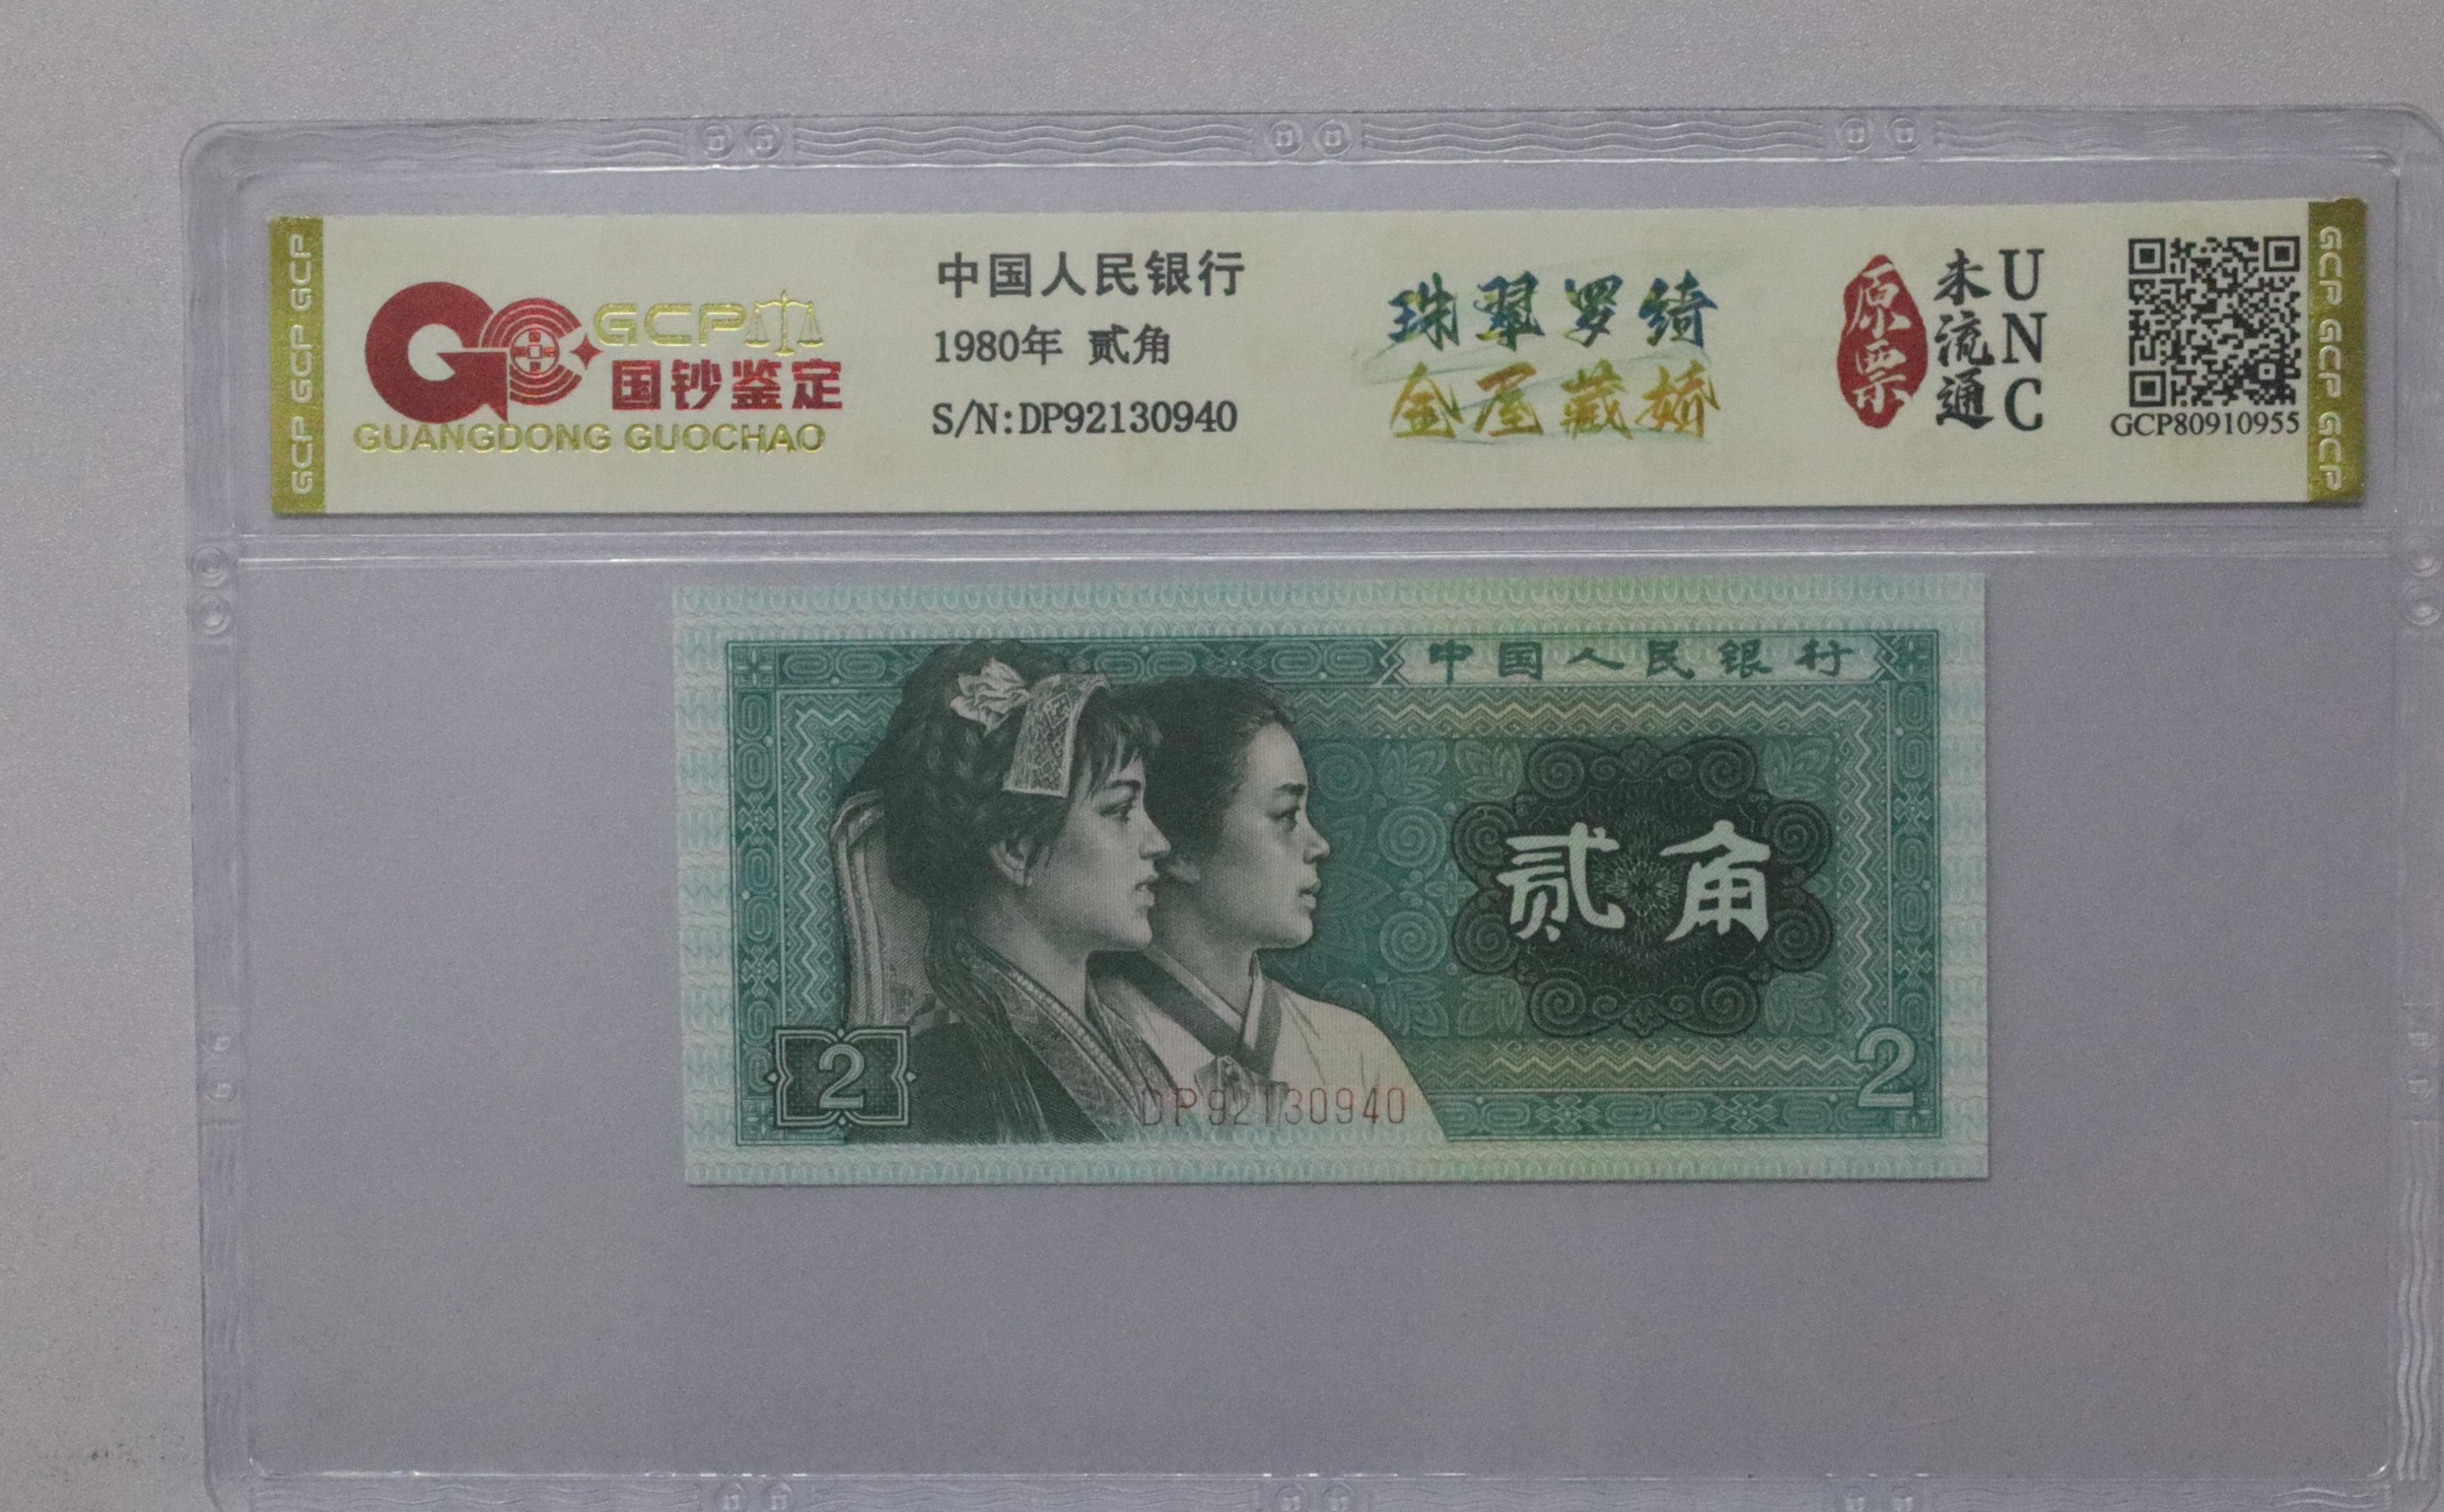 GCP GCP GCP
GCP
国钞鉴定
GUANGDONG GUOCHAO
中国人民银行
1980年 贰角
S/N:DP92130940
珠翠罗绮
金屋藏娇
原票
未流通
UNC
GCP80910955
GCP GCP GCP
中国人民银行
贰角
2
2
DP92130940